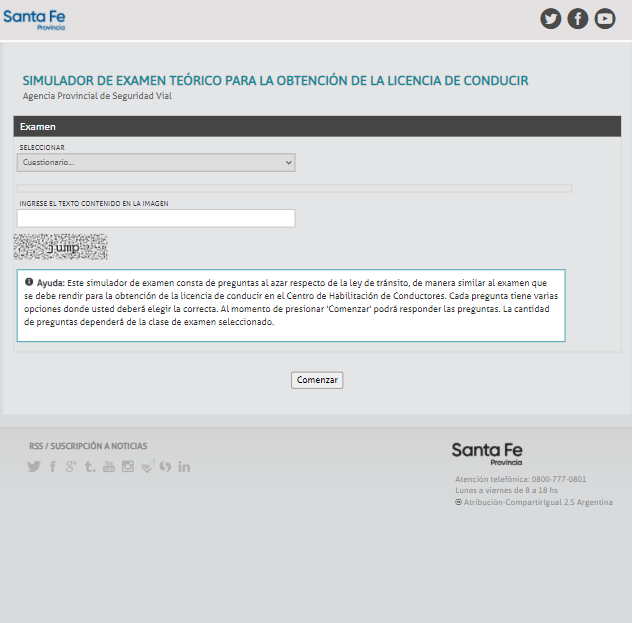 Santa Fe
Provincia
SIMULADOR DE EXAMEN TEÓRICO PARA LA OBTENCIÓN DE LA LICENCIA DE CONDUCIR
Agencia Provincial de Seguridad Vial
Examen
SELECCIONAR
Cuestionario...
INGRESE EL TEXTO CONTENIDO EN LA IMAGEN
jump
Ayuda: Este simulador de examen consta de preguntas al azar respecto de la ley de tránsito, de manera similar al examen que
se debe rendir para la obtención de la licencia de conducir en el Centro de Habilitación de Conductores. Cada pregunta tiene varias
opciones donde usted deberá elegir la correcta. Al momento de presionar 'Comenzar' podrá responder las preguntas. La cantidad
de preguntas dependerá de la clase de examen seleccionado.
Comenzar
RSS / SUSCRIPCIÓN A NOTICIAS
Santa Fe
Provincia
Atención telefónica: 0800-777-0801
Lunes a viernes de 8 a 18 hs
Atribución-CompartirIgual 2.5 Argentina